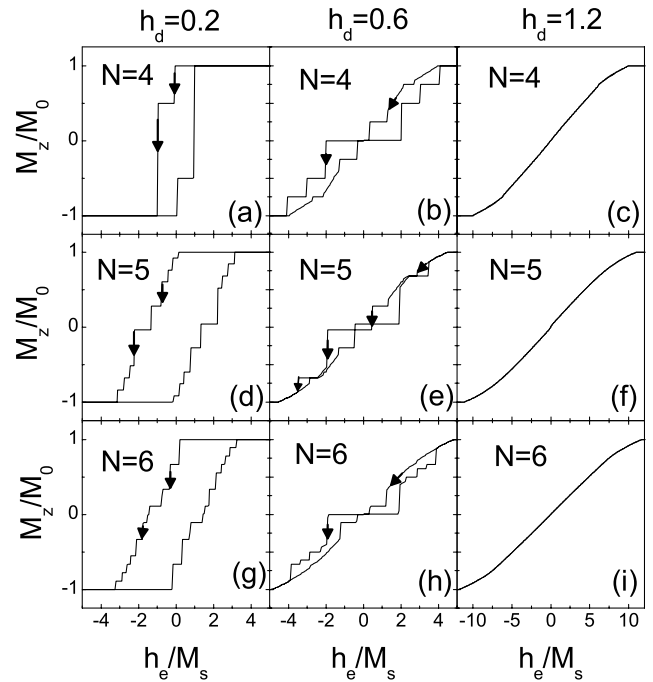 h_d=0.2 h_d=0.6 h_d=1.2
M_z/M_0 1 0 -1 N=4 (a) N=4 (b) N=4 (c)
M_z/M_0 1 0 -1 N=5 (d) N=5 (e) N=5 (f)
M_z/M_0 1 0 -1 N=6 (g) N=6 (h) N=6 (i)
-4 -2 0 2 4 -4 -2 0 2 4 -10 -5 0 5 10
h_e/M_s h_e/M_s h_e/M_s